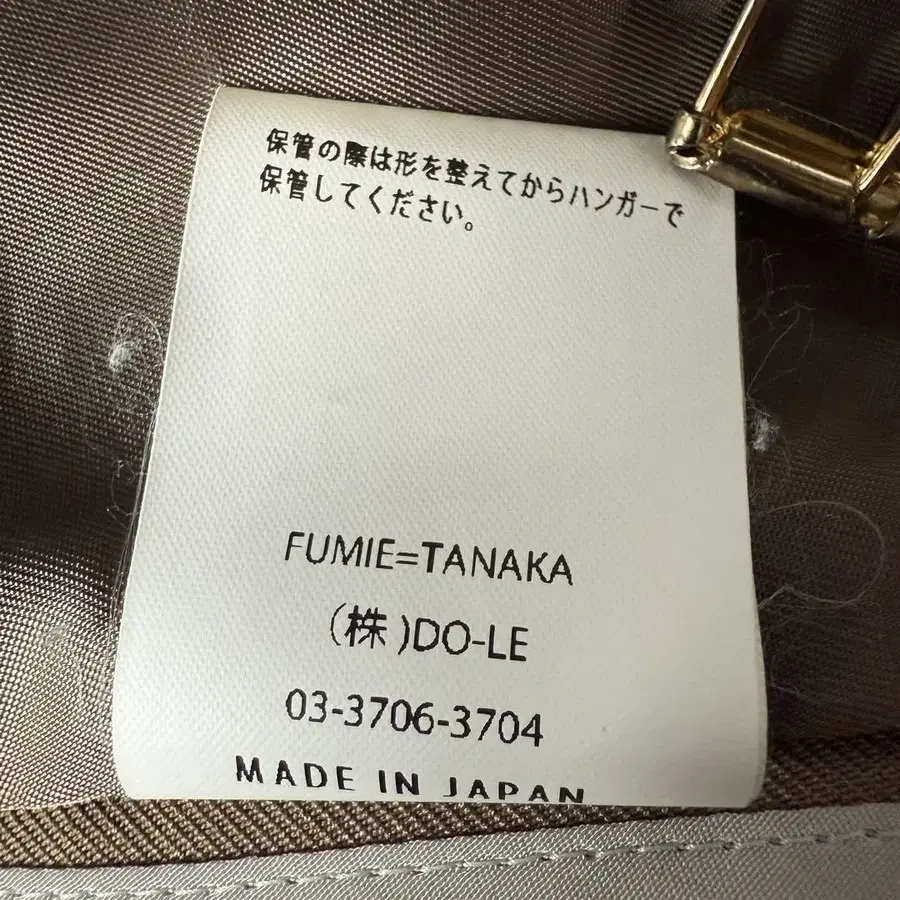 保管の際は形を整えてからハンガーで
保管してください。
FUMIE=TANAKA
(株)DO-LE
03-3706-3704
MADE IN JAPAN